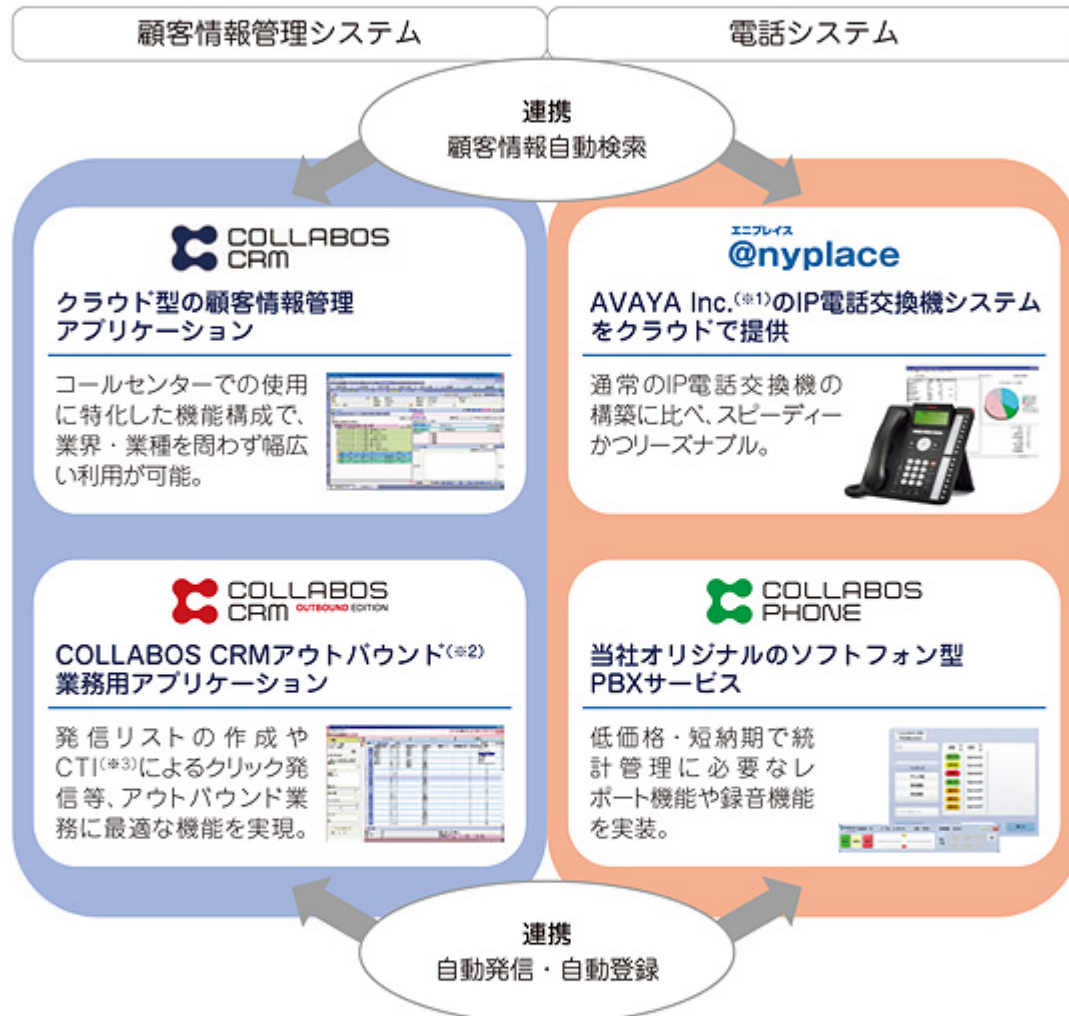 顧客情報管理システム
電話システム
連携
顧客情報自動検索
COLLABOS
CRM
クラウド型の顧客情報管理
アプリケーション
コールセンターでの使用
に特化した機能構成で、
業界・業種を問わず幅広
い利用が可能。
エニプレイス
@nyplace
AVAYA Inc.(※1)のIP電話交換機システム
をクラウドで提供
通常のIP電話交換機の
構築に比べ、スピーディー
かつリーズナブル。
COLLABOS
CRM OUTBOUND EDITION
COLLABOS CRMアウトバウンド(※2)
業務用アプリケーション
発信リストの作成や
CTI(※3)によるクリック発
信等、アウトバウンド業
務に最適な機能を実現。
COLLABOS
PHONE
当社オリジナルのソフトフォン型
PBXサービス
低価格・短納期で統
計管理に必要なレ
ポート機能や録音機能
を実装。
連携
自動発信・自動登録